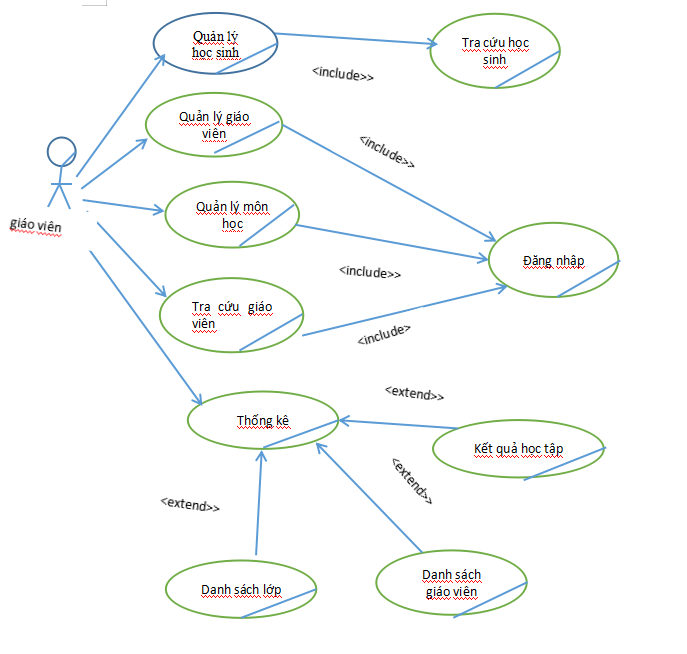 Quản lý
học sinh
Tra cứu học
sinh
<include>>
Quản lý giáo
viên
<include>>
giáo viên
Quản lý môn
học
Đăng nhập
<include>>
Tra cứu giáo
viên
<include>
Thống kê
<extend>>
Kết quả học tập
<extend>>
<extend>>
Danh sách lớp
Danh sách
giáo viên